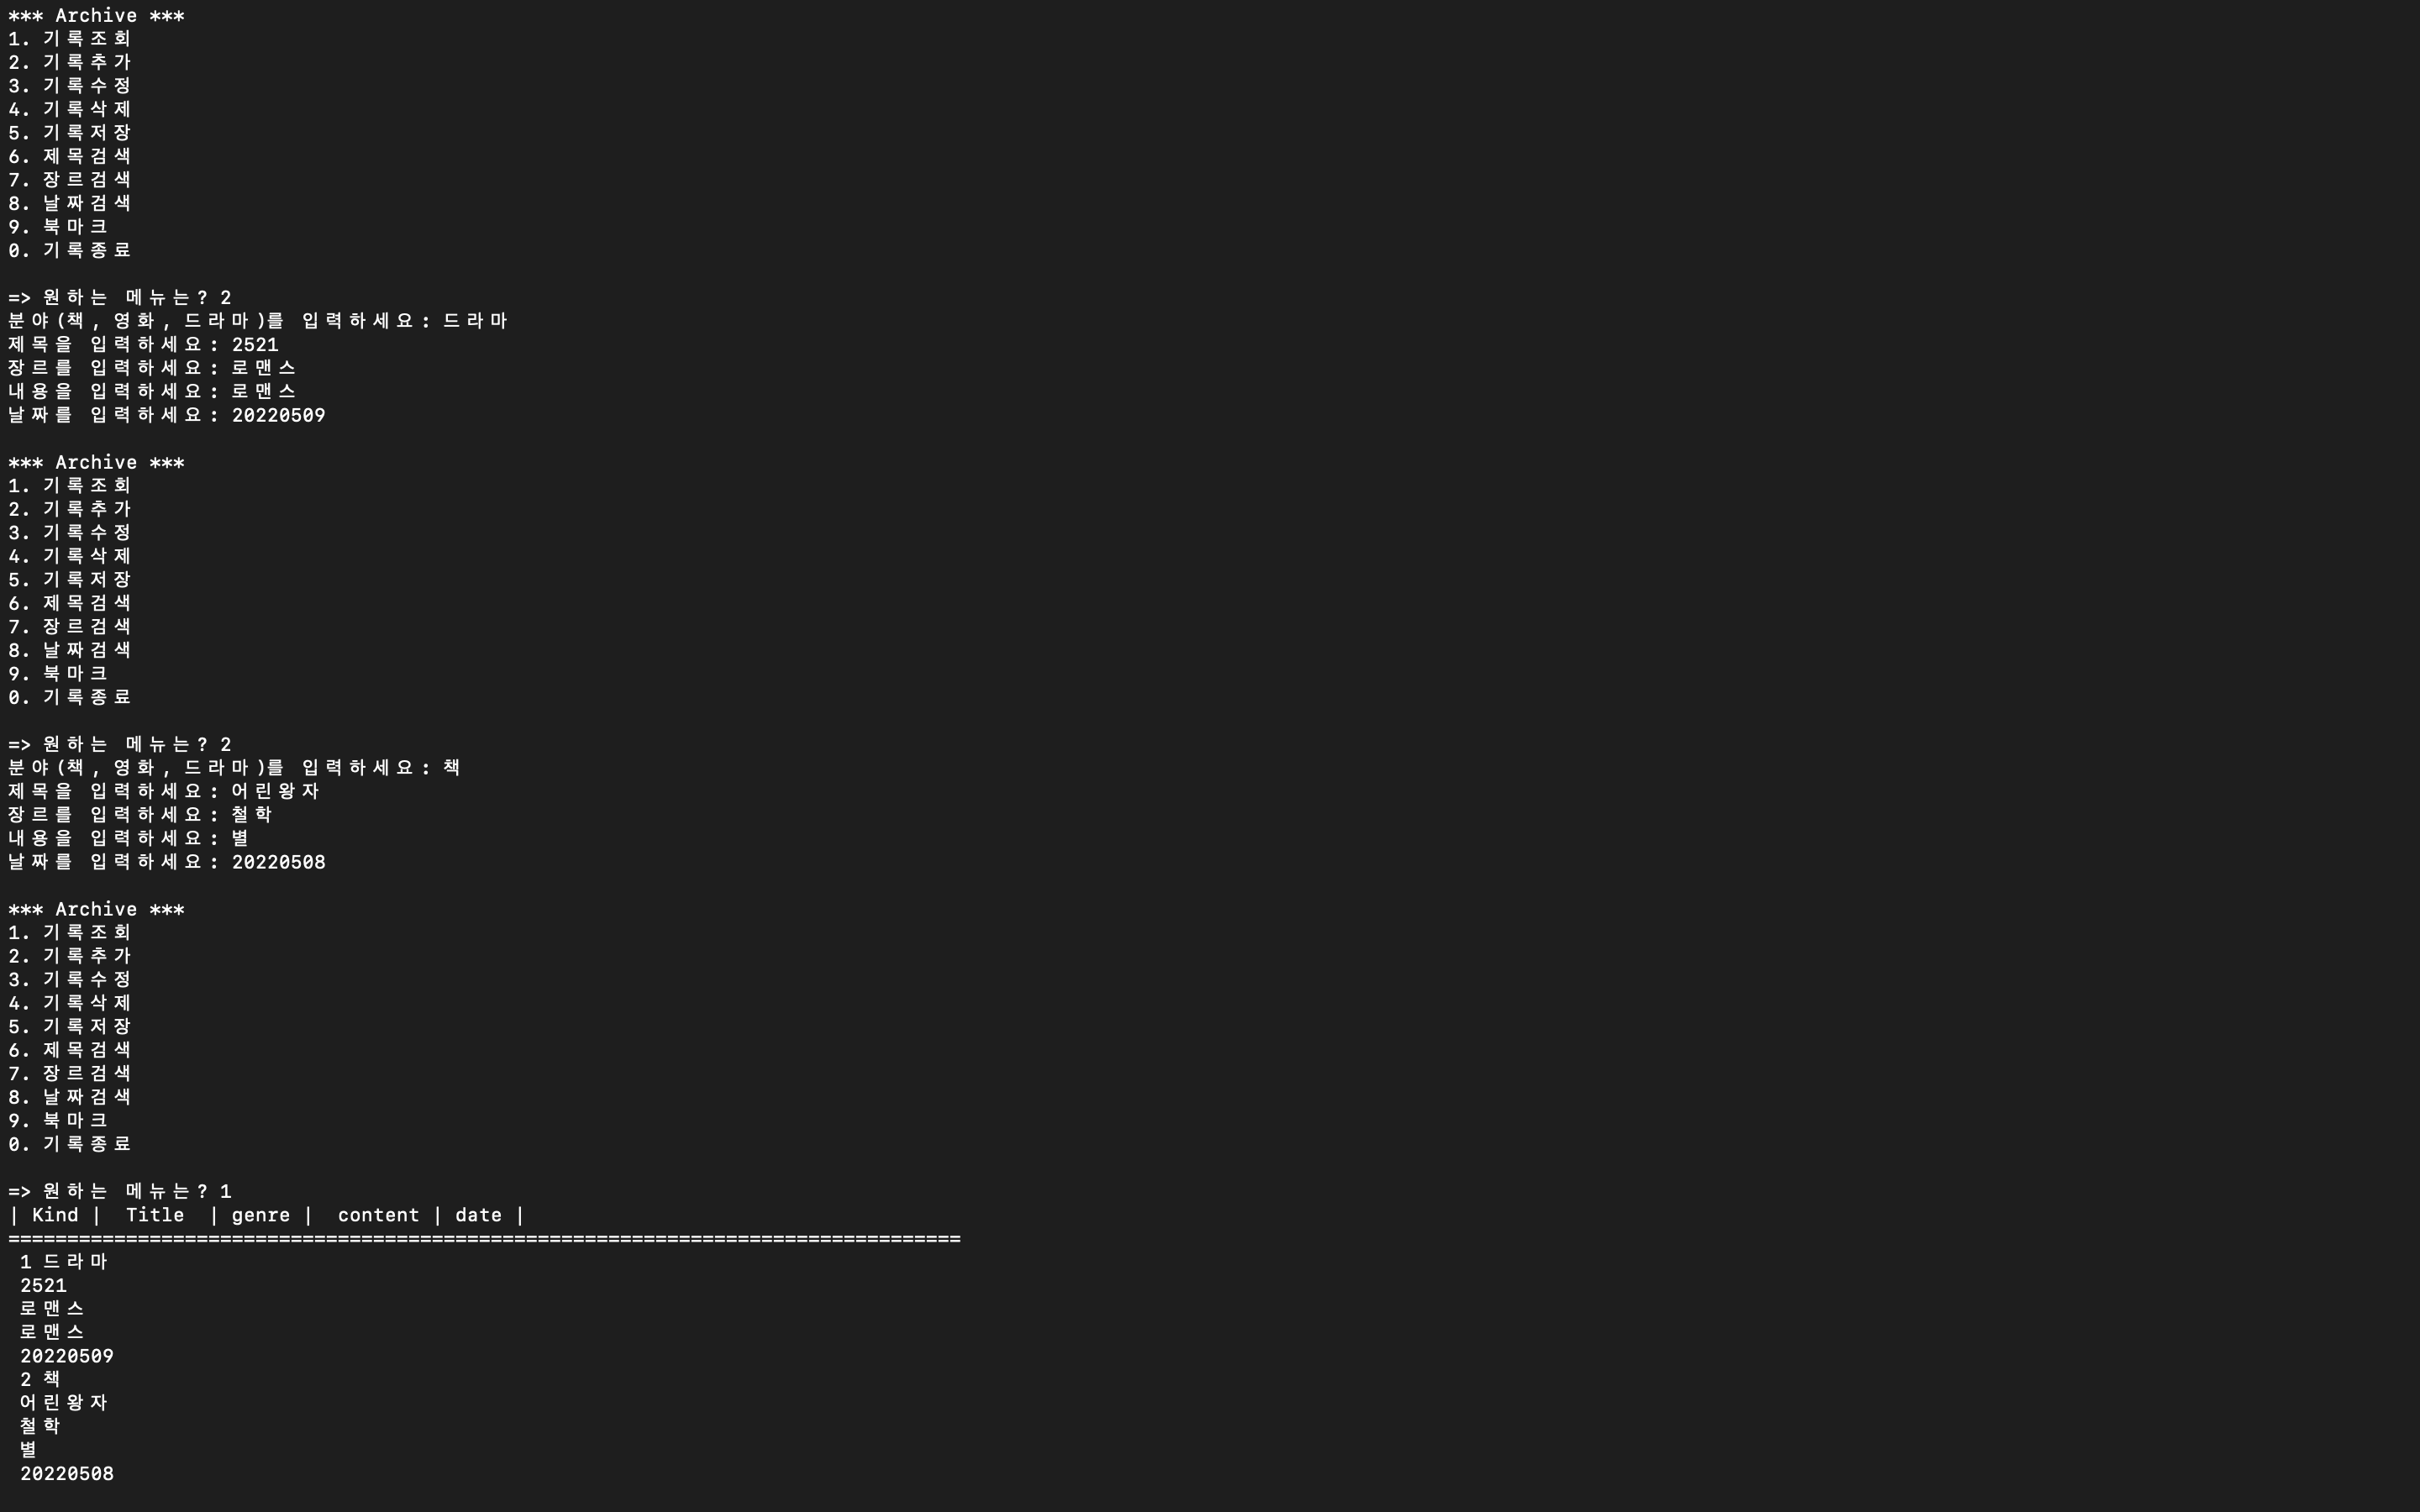 *** Archive ***
1. 기록조회
2. 기록추가
3. 기록수정
4. 기록삭제
5. 기록저장
6. 제목검색
7. 장르검색
8. 날짜검색
9. 북마크
0. 기록종료
=> 원하는 메뉴는? 2
분야(책, 영화, 드라마)를 입력하세요: 드라마
제목을 입력하세요: 2521
장르를 입력하세요: 로맨스
내용을 입력하세요: 로맨스
날짜를 입력하세요: 20220509
*** Archive ***
1. 기록조회
2. 기록추가
3. 기록수정
4. 기록삭제
5. 기록저장
6. 제목검색
7. 장르검색
8. 날짜검색
9. 북마크
0. 기록종료
=> 원하는 메뉴는? 2
분야(책, 영화, 드라마)를 입력하세요: 책
제목을 입력하세요: 어린왕자
장르를 입력하세요: 철학
내용을 입력하세요: 별
날짜를 입력하세요: 20220508
*** Archive ***
1. 기록조회
2. 기록추가
3. 기록수정
4. 기록삭제
5. 기록저장
6. 제목검색
7. 장르검색
8. 날짜검색
9. 북마크
0. 기록종료
=> 원하는 메뉴는? 1
| Kind |  Title  | genre |  content | date |
=================================================================================
1 드라마
2521
로맨스
로맨스
20220509
2 책
어린왕자
철학
별
20220508